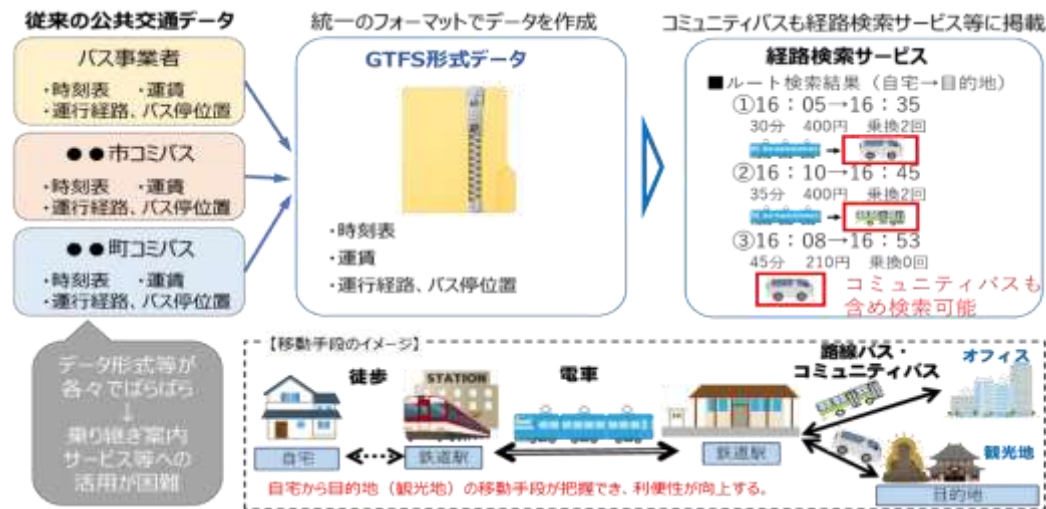 従来の公共交通データ
バス事業者
・時刻表　・運賃
・運行経路、バス停位置
●●市コミバス
・時刻表　・運賃
・運行経路、バス停位置
●●町コミバス
・時刻表　・運賃
・運行経路、バス停位置
データ形式等が
各々でばらばら
↓
乗り継ぎ案内
サービス等への
活用が困難
統一のフォーマットでデータを作成
GTFS形式データ
・時刻表
・運賃
・運行経路、バス停位置
コミュニティバスも経路検索サービス等に掲載
経路検索サービス
■ルート検索結果（自宅→目的地）
①16：05→16：35
30分　400円　乗換2回
②16：10→16：45
35分　400円　乗換2回
③16：08→16：53
45分　210円　乗換0回
コミュニティバスも
含め検索可能
【移動手段のイメージ】
徒歩
STATION
電車
路線バス・
コミュニティバス
オフィス
観光地
自宅
鉄道駅
鉄道駅
目的地
自宅から目的地（観光地）の移動手段が把握でき、利便性が向上する。